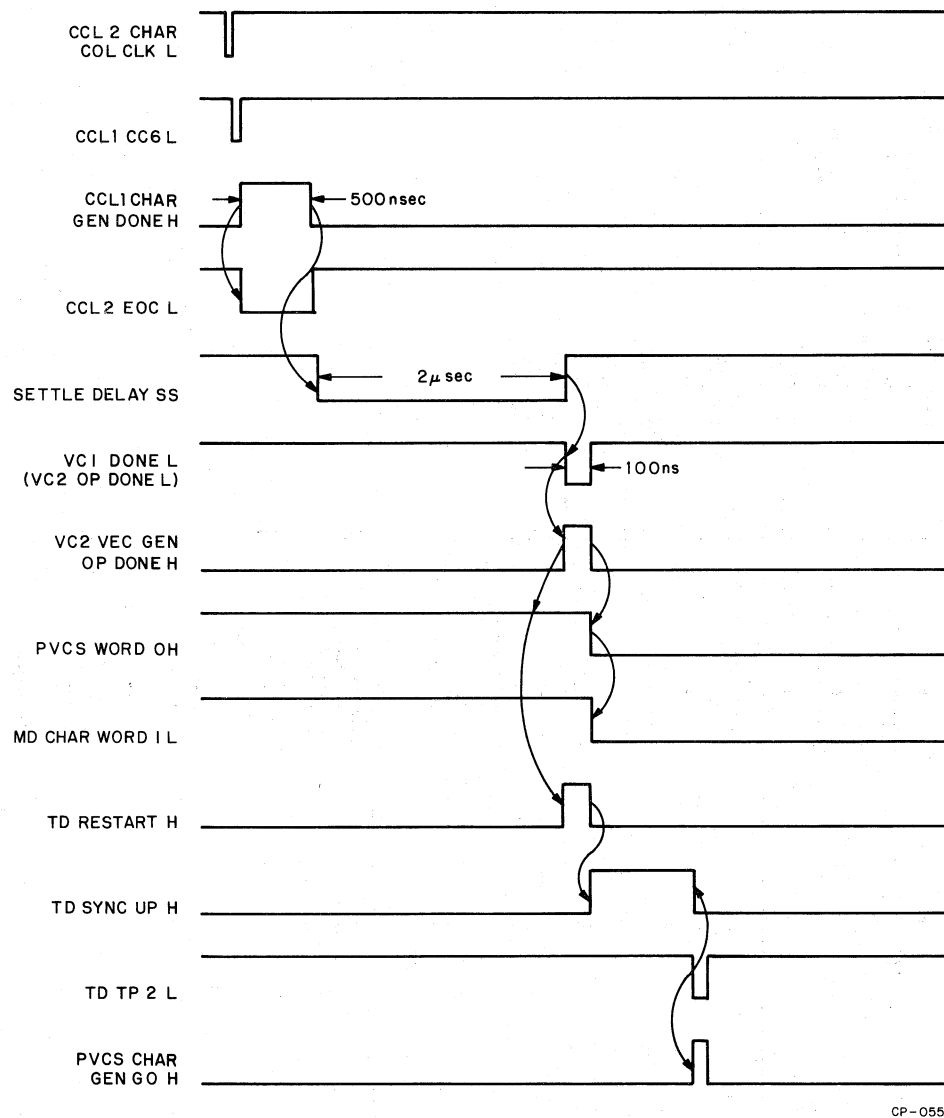 CCL 2 CHAR
COL CLK L
CCL1 CC6 L
CCL1 CHAR
GEN DONE H
500nsec
CCL2 EOC L
SETTLE DELAY SS
2μsec
VC1 DONE L
(VC2 OP DONE L)
100ns
VC2 VEC GEN
OP DONE H
PVCS WORD 0H
MD CHAR WORD 1 L
TD RESTART H
TD SYNC UP H
TD TP 2 L
PVCS CHAR
GEN GO H
CP-055